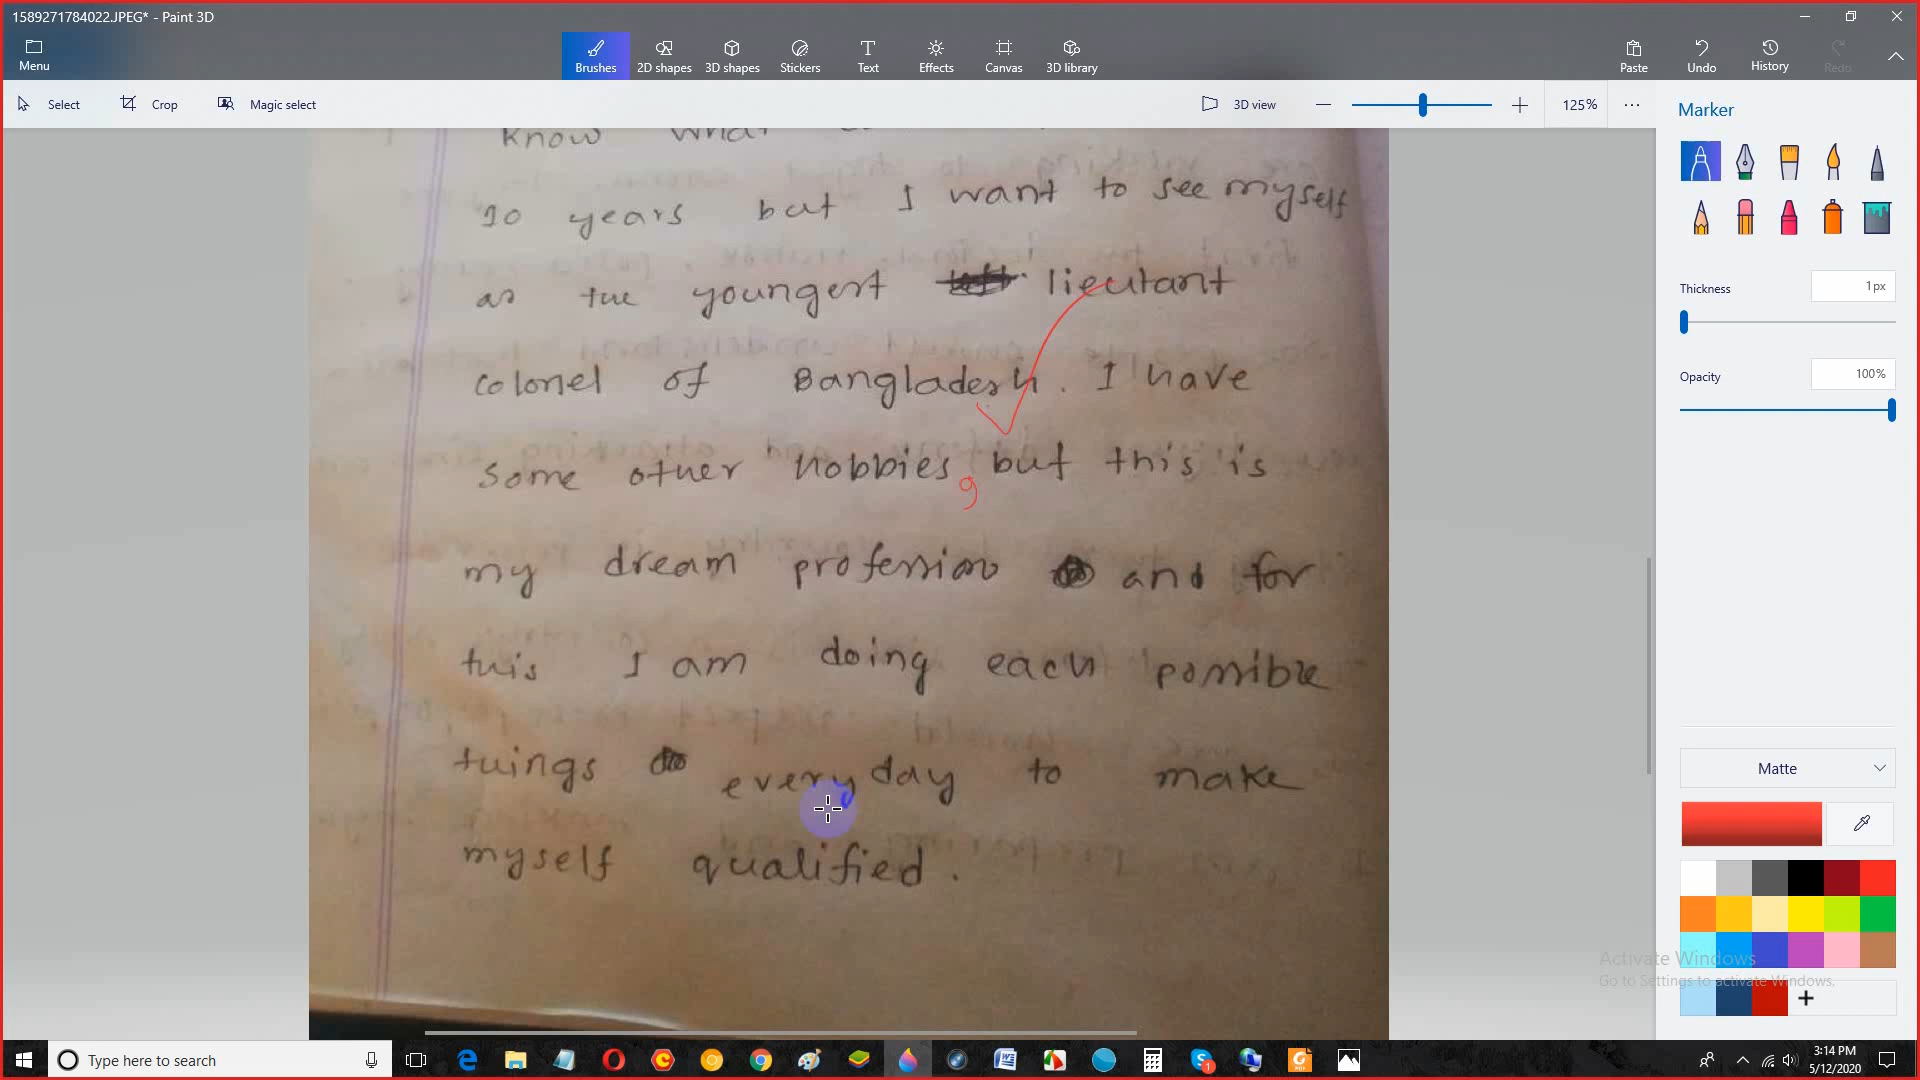 1589271784022.JPEG* - Paint 3D
Menu
Brushes 2D shapes 3D shapes Stickers Text Effects Canvas 3D library Paste Undo History Redo
Select Crop Magic select 3D view 125%
Marker
Thickness 1px
Opacity 100%
Matte
know what
10 years but I want to see myself
as the youngest lieutant
colonel of Bangladesh. I have
some other hobbies, but this is
my dream profession and for
this I am doing each possible
things everyday to make
myself qualified.
Activate Windows
Go to Settings to activate Windows.
Type here to search
3:14 PM
5/12/2020